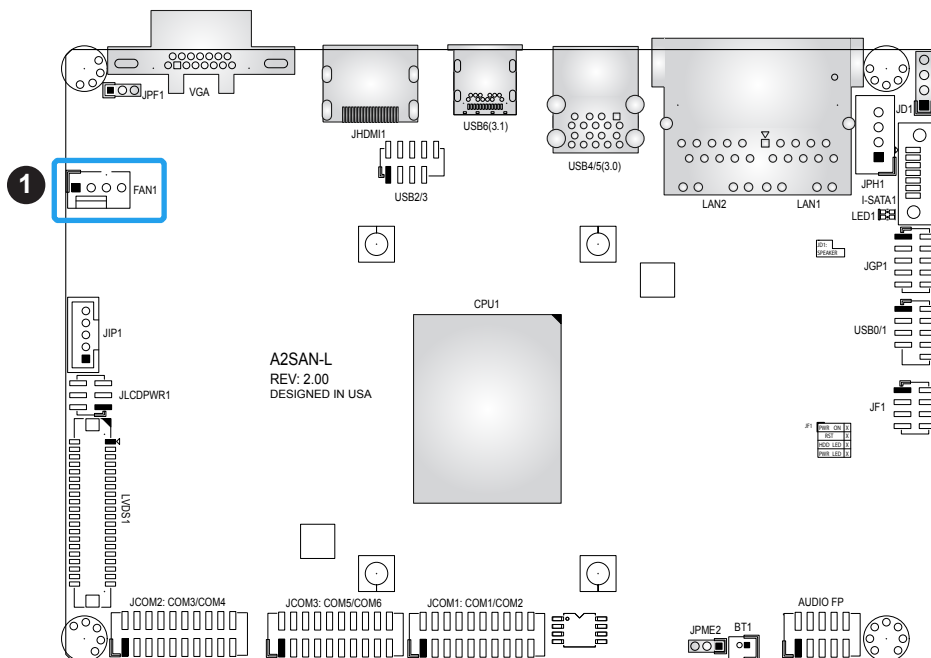 VGA
JPF1
JHDMI1
USB6(3.1)
USB4/5(3.0)
USB2/3
LAN2
LAN1
JD1
JPH1
I-SATA1
LED1
1
FAN1
JD1:
SPEAKER
JGP1
USB0/1
CPU1
JIP1
A2SAN-L
REV: 2.00
DESIGNED IN USA
JLCDPWR1
JF1
JF1
PWR ON X
RST X
HDD LED X
PWR LED X
LVDS1
JCOM2: COM3/COM4
JCOM3: COM5/COM6
JCOM1: COM1/COM2
JPME2
BT1
AUDIO FP